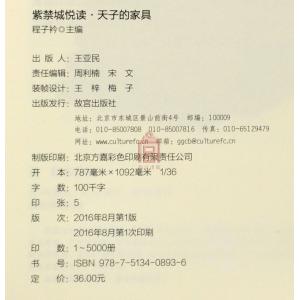 紫禁城悦读·天子的家具
程子衿◎主编
出 版 人：王亚民
责任编辑：周利楠 宋 文
装帧设计：王 梓 梅 子
出版发行：故宫出版社
地址：北京市东城区景山前街4号 邮编：100009
电话：010-85007808 010-85007816 传真：010-65129479
网址：www.culturefc.cn 邮箱：ggcb@culturefc.cn
制版印刷：北京方嘉彩色印刷有限责任公司
开 本：787毫米×1092毫米 1/36
字 数：100千字
印 张：5
版 次：2016年8月第1版
2016年8月第1次印刷
印 数：1～5000册
书 号：ISBN 978-7-5134-0893-6
定 价：36.00元